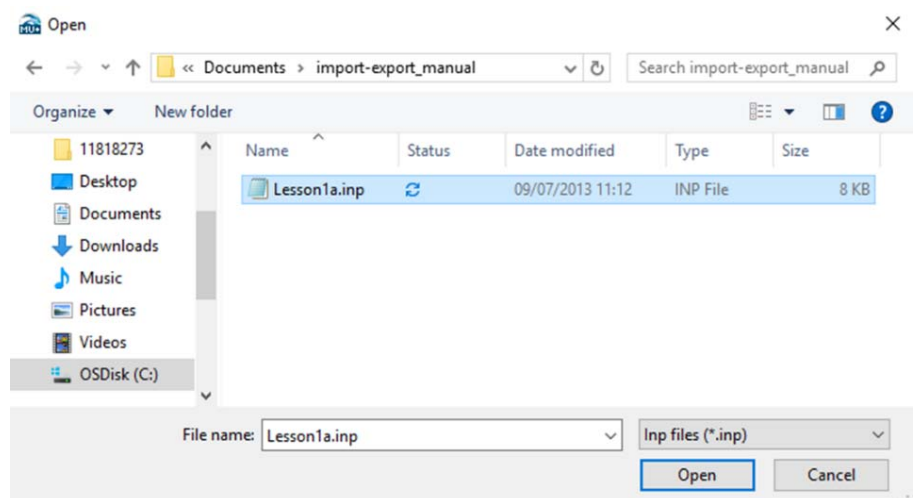 MU+ Open
« Documents › import-export_manual Search import-export_manual
Organize New folder ?
Name Status Date modified Type Size
Lesson1a.inp 09/07/2013 11:12 INP File 8 KB
11818273
Desktop
Documents
Downloads
Music
Pictures
Videos
OSDisk (C:)
File name: Lesson1a.inp Inp files (*.inp)
Open Cancel